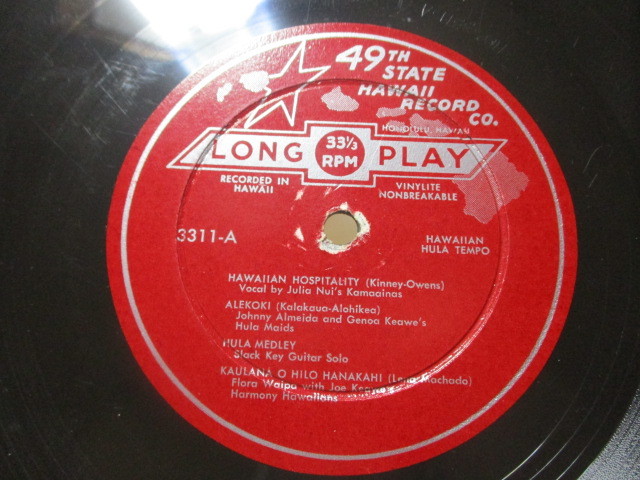 49TH
STATE
HAWAII
RECORD
CO.
HONOLULU, HAWAII
LONG 33⅓ RPM PLAY
RECORDED IN
HAWAII
VINYLITE
NONBREAKABLE
3311-A
HAWAIIAN
HULA TEMPO
HAWAIIAN HOSPITALITY (Kinney-Owens)
Vocal by Julia Nui's Kamaainas
ALEKOKI (Kalakaua-Alohikea)
Johnny Almeida and Genoa Keawe's
Hula Maids
HULA MEDLEY
Slack Key Guitar Solo
KAULANA O HILO HANAKAHI (Lena Machado)
Flora Waipa with Joe
Harmony Hawaiians